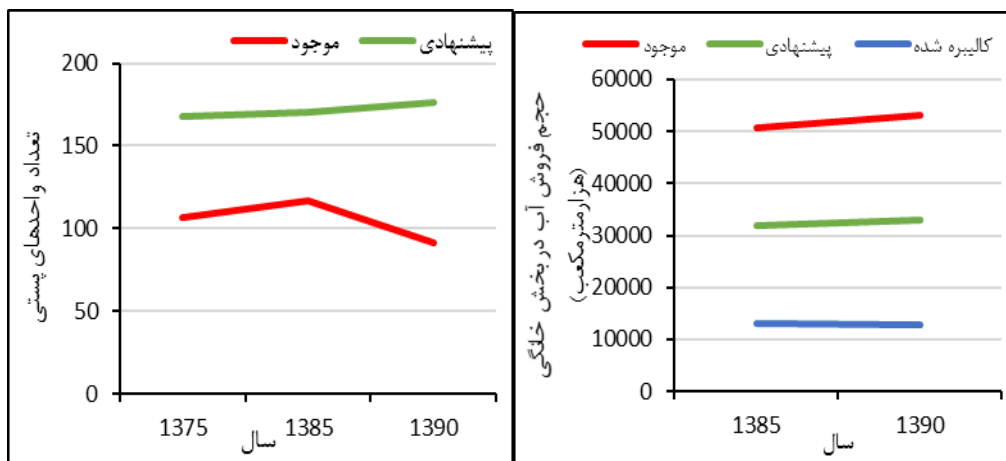 موجود پیشنهادی
200
150
100
50
0
تعداد واحدهای پستی
1375 1385 1390
سال
موجود پیشنهادی کالیبره شده
60000
50000
40000
30000
20000
10000
0
حجم فروش آب در بخش خانگی
(هزارمترمکعب)
1385 1390
سال